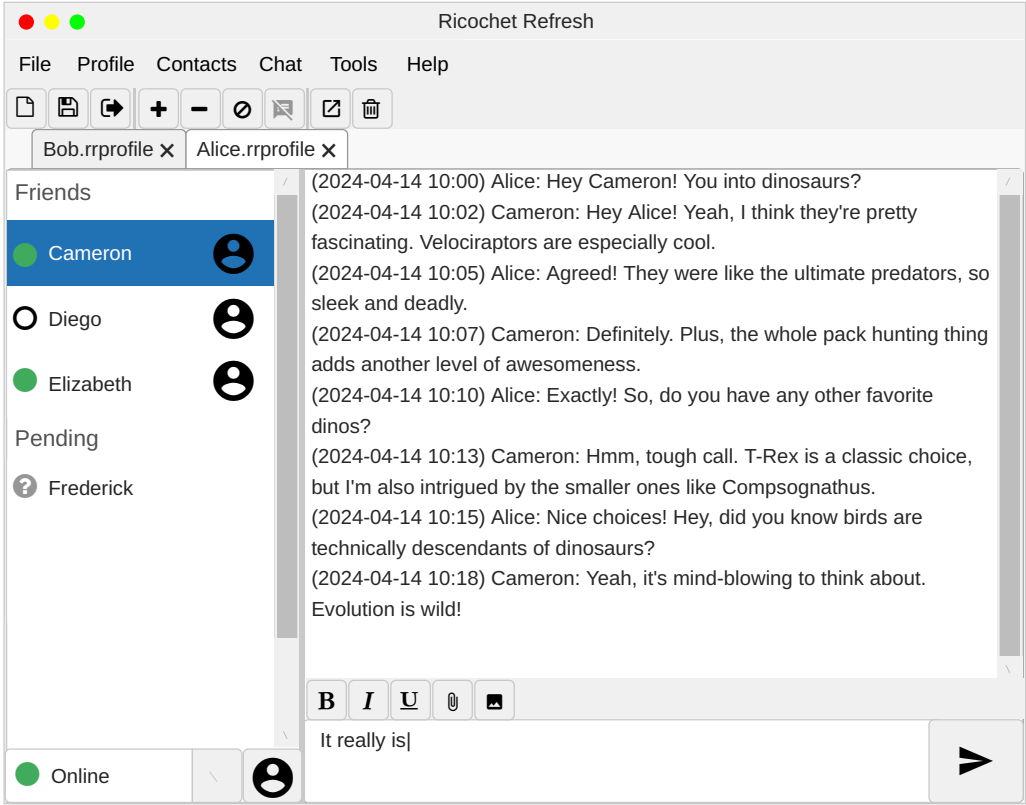 Ricochet Refresh
File Profile Contacts Chat Tools Help
Bob.rrprofile Alice.rrprofile
Friends
Cameron
Diego
Elizabeth
Pending
Frederick
Online
(2024-04-14 10:00) Alice: Hey Cameron! You into dinosaurs?
(2024-04-14 10:02) Cameron: Hey Alice! Yeah, I think they're pretty
fascinating. Velociraptors are especially cool.
(2024-04-14 10:05) Alice: Agreed! They were like the ultimate predators, so
sleek and deadly.
(2024-04-14 10:07) Cameron: Definitely. Plus, the whole pack hunting thing
adds another level of awesomeness.
(2024-04-14 10:10) Alice: Exactly! So, do you have any other favorite
dinos?
(2024-04-14 10:13) Cameron: Hmm, tough call. T-Rex is a classic choice,
but I'm also intrigued by the smaller ones like Compsognathus.
(2024-04-14 10:15) Alice: Nice choices! Hey, did you know birds are
technically descendants of dinosaurs?
(2024-04-14 10:18) Cameron: Yeah, it's mind-blowing to think about.
Evolution is wild!
B I U
It really is